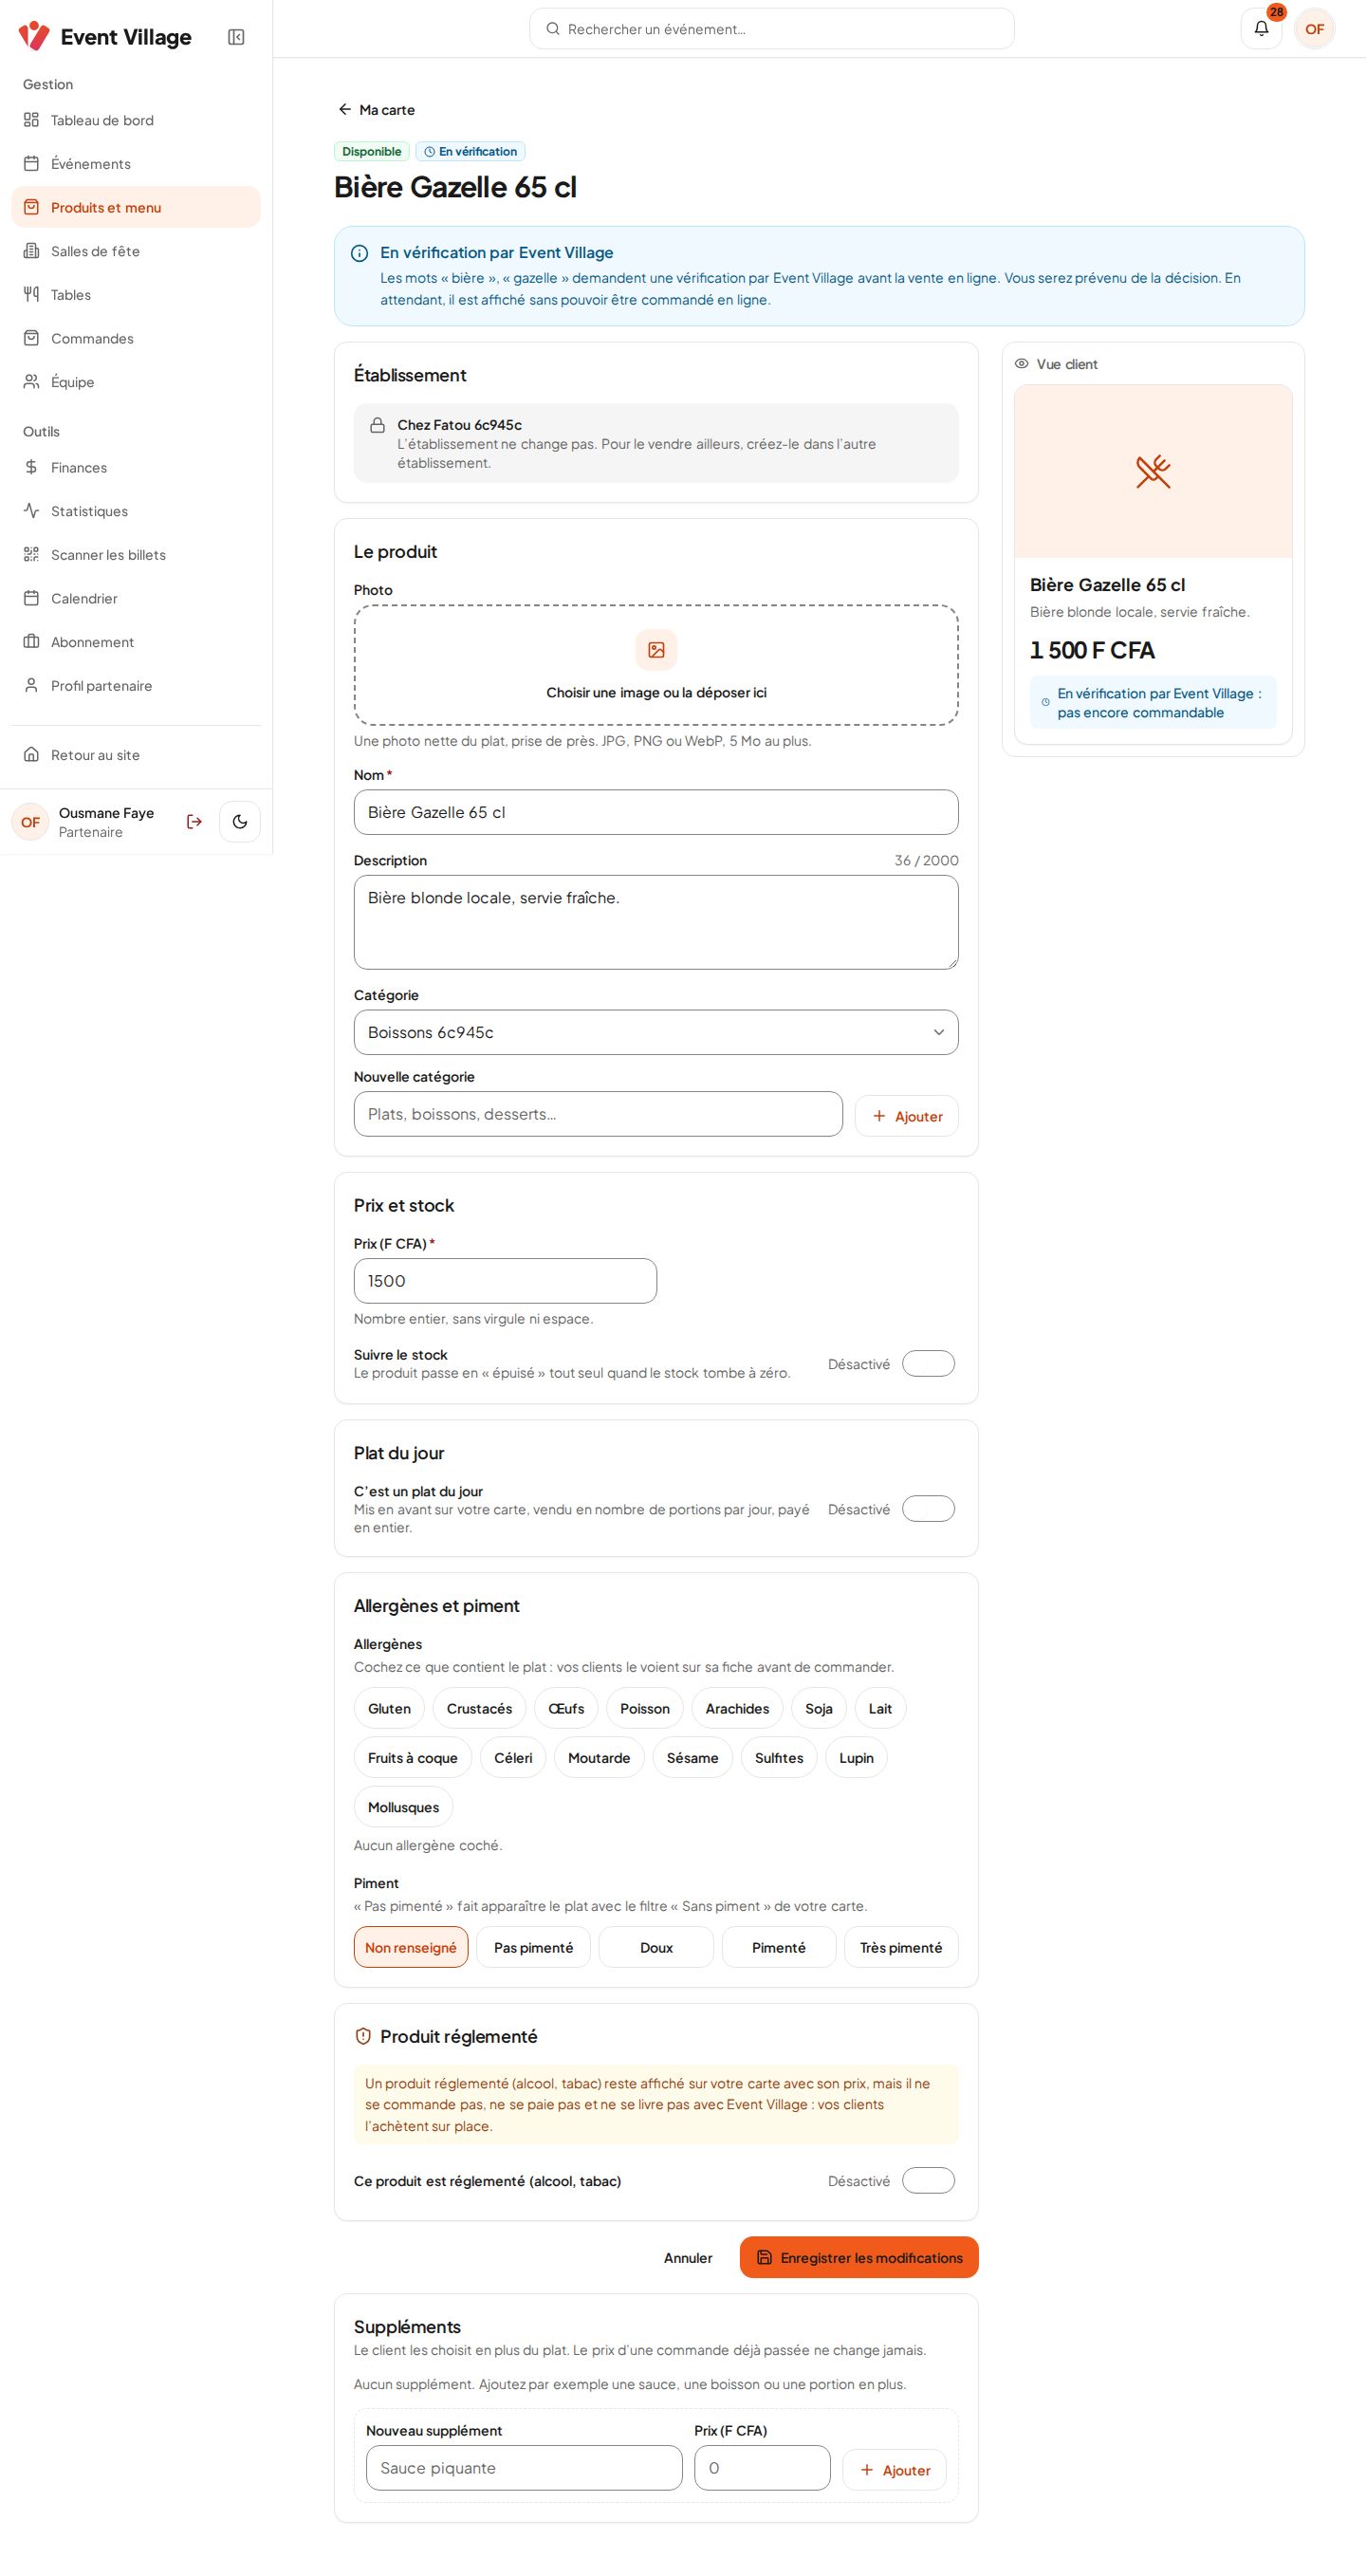 Event Village
Rechercher un événement…
28
OF
Gestion
Tableau de bord
Événements
Produits et menu
Salles de fête
Tables
Commandes
Équipe
Outils
Finances
Statistiques
Scanner les billets
Calendrier
Abonnement
Profil partenaire
Retour au site
OF
Ousmane Faye
Partenaire
Ma carte
Disponible
En vérification
Bière Gazelle 65 cl
En vérification par Event Village
Les mots « bière », « gazelle » demandent une vérification par Event Village avant la vente en ligne. Vous serez prévenu de la décision. En
attendant, il est affiché sans pouvoir être commandé en ligne.
Établissement
Chez Fatou 6c945c
L’établissement ne change pas. Pour le vendre ailleurs, créez-le dans l’autre
établissement.
Le produit
Photo
Choisir une image ou la déposer ici
Une photo nette du plat, prise de près. JPG, PNG ou WebP, 5 Mo au plus.
Nom *
Bière Gazelle 65 cl
Description
36 / 2000
Bière blonde locale, servie fraîche.
Catégorie
Boissons 6c945c
Nouvelle catégorie
Plats, boissons, desserts…
Ajouter
Prix et stock
Prix (F CFA) *
1500
Nombre entier, sans virgule ni espace.
Suivre le stock
Le produit passe en « épuisé » tout seul quand le stock tombe à zéro.
Désactivé
Plat du jour
C’est un plat du jour
Mis en avant sur votre carte, vendu en nombre de portions par jour, payé
en entier.
Désactivé
Allergènes et piment
Allergènes
Cochez ce que contient le plat : vos clients le voient sur sa fiche avant de commander.
Gluten
Crustacés
Œufs
Poisson
Arachides
Soja
Lait
Fruits à coque
Céleri
Moutarde
Sésame
Sulfites
Lupin
Mollusques
Aucun allergène coché.
Piment
« Pas pimenté » fait apparaître le plat avec le filtre « Sans piment » de votre carte.
Non renseigné
Pas pimenté
Doux
Pimenté
Très pimenté
Produit réglementé
Un produit réglementé (alcool, tabac) reste affiché sur votre carte avec son prix, mais il ne
se commande pas, ne se paie pas et ne se livre pas avec Event Village : vos clients
l’achètent sur place.
Ce produit est réglementé (alcool, tabac)
Désactivé
Annuler
Enregistrer les modifications
Suppléments
Le client les choisit en plus du plat. Le prix d’une commande déjà passée ne change jamais.
Aucun supplément. Ajoutez par exemple une sauce, une boisson ou une portion en plus.
Nouveau supplément
Prix (F CFA)
Sauce piquante
0
Ajouter
Vue client
Bière Gazelle 65 cl
Bière blonde locale, servie fraîche.
1 500 F CFA
En vérification par Event Village :
pas encore commandable